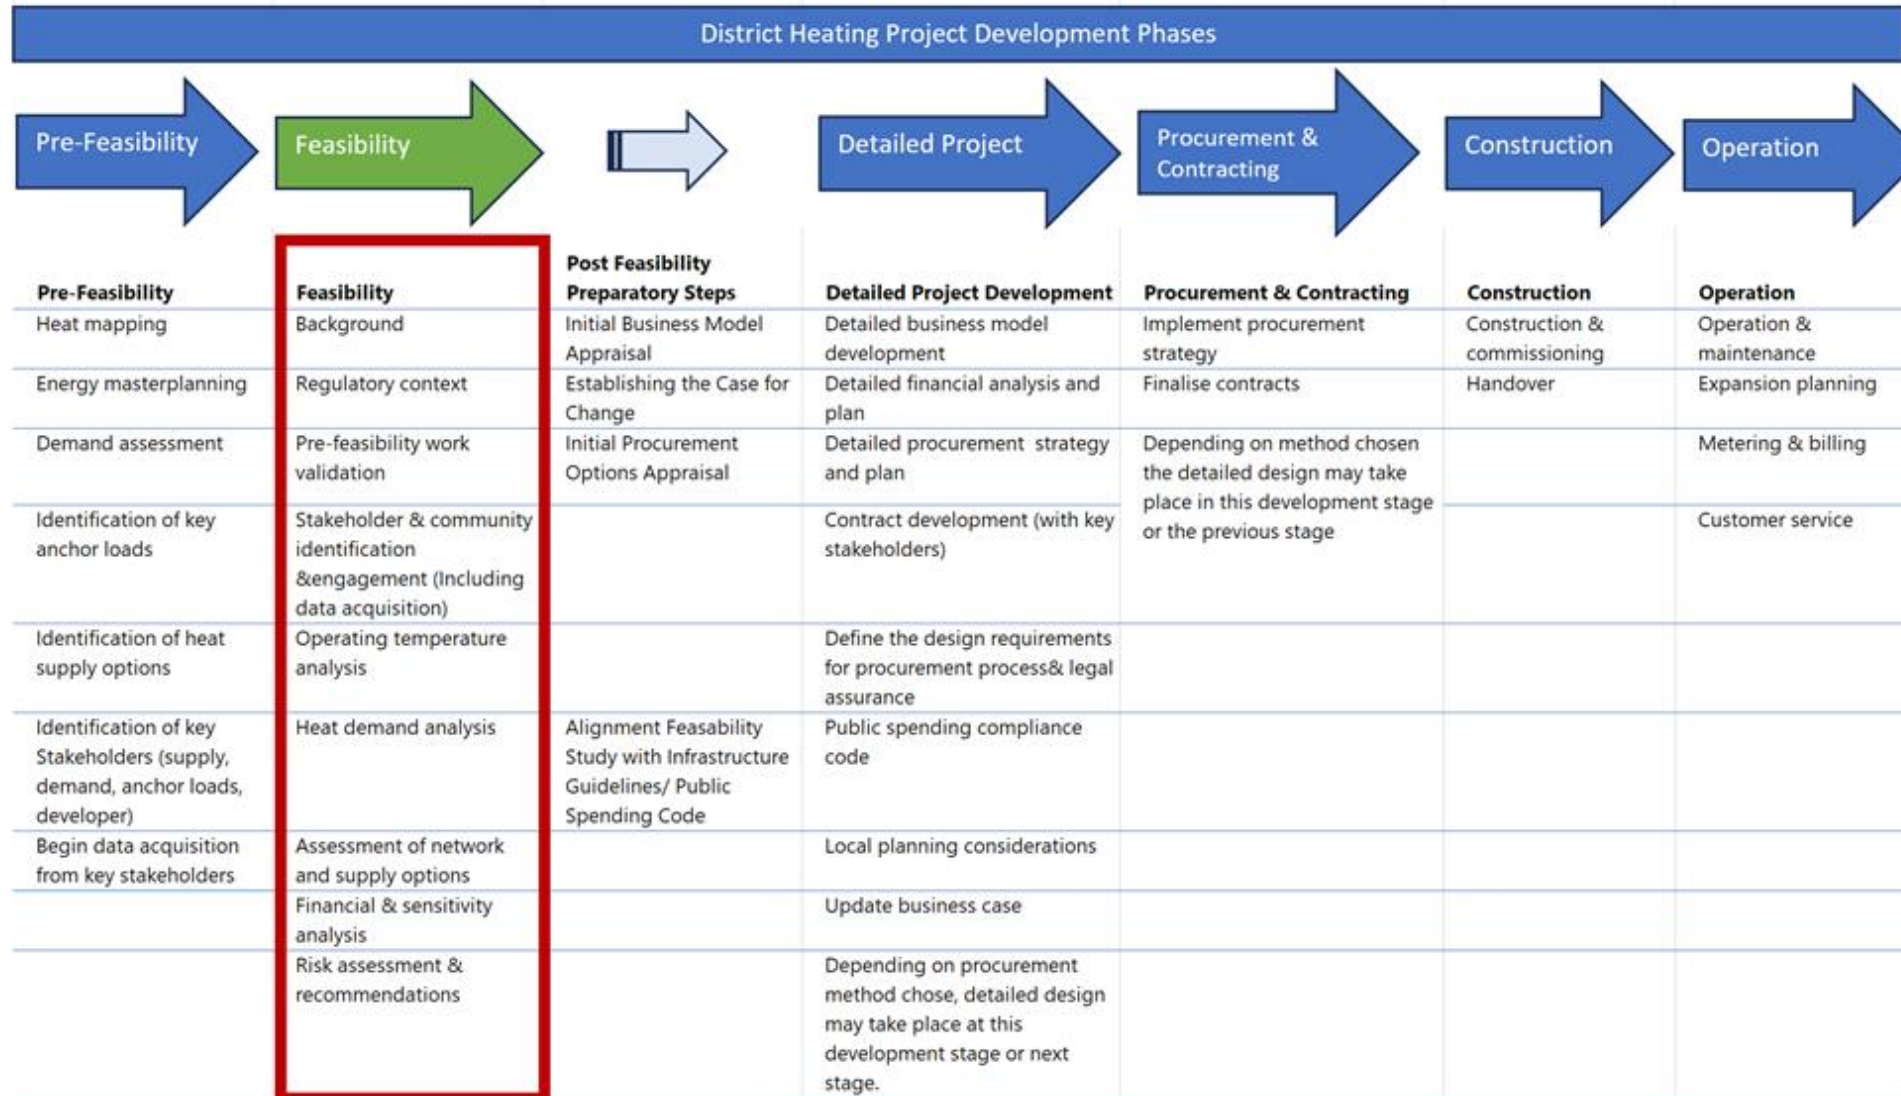 District Heating Project Development Phases
Pre-Feasibility
Feasibility
Detailed Project
Procurement &
Contracting
Construction
Operation
Pre-Feasibility
Heat mapping
Energy masterplanning
Demand assessment
Identification of key
anchor loads
Identification of heat
supply options
Identification of key
Stakeholders (supply,
demand, anchor loads,
developer)
Begin data acquisition
from key stakeholders
Feasibility
Background
Regulatory context
Pre-feasibility work
validation
Stakeholder & community
identification
&engagement (Including
data acquisition)
Operating temperature
analysis
Heat demand analysis
Assessment of network
and supply options
Financial & sensitivity
analysis
Risk assessment &
recommendations
Post Feasibility
Preparatory Steps
Initial Business Model
Appraisal
Establishing the Case for
Change
Initial Procurement
Options Appraisal
Alignment Feasability
Study with Infrastructure
Guidelines/ Public
Spending Code
Detailed Project Development
Detailed business model
development
Detailed financial analysis and
plan
Detailed procurement strategy
and plan
Contract development (with key
stakeholders)
Define the design requirements
for procurement process& legal
assurance
Public spending compliance
code
Local planning considerations
Update business case
Depending on procurement
method chose, detailed design
may take place at this
development stage or next
stage.
Procurement & Contracting
Implement procurement
strategy
Finalise contracts
Depending on method chosen
the detailed design may take
place in this development stage
or the previous stage
Construction
Construction &
commissioning
Handover
Operation
Operation &
maintenance
Expansion planning
Metering & billing
Customer service